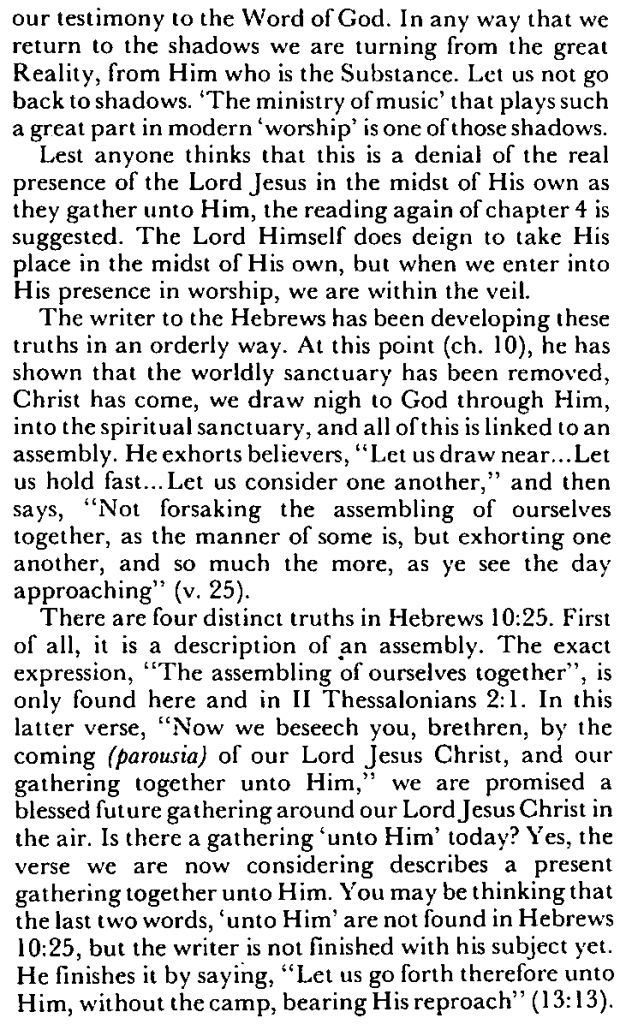 our testimony to the Word of God. In any way that we
return to the shadows we are turning from the great
Reality, from Him who is the Substance. Let us not go
back to shadows. ‘The ministry of music’ that plays such
a great part in modern ‘worship’ is one of those shadows.
Lest anyone thinks that this is a denial of the real
presence of the Lord Jesus in the midst of His own as
they gather unto Him, the reading again of chapter 4 is
suggested. The Lord Himself does deign to take His
place in the midst of His own, but when we enter into
His presence in worship, we are within the veil.
The writer to the Hebrews has been developing these
truths in an orderly way. At this point (ch. 10), he has
shown that the worldly sanctuary has been removed,
Christ has come, we draw nigh to God through Him,
into the spiritual sanctuary, and all of this is linked to an
assembly. He exhorts believers, “Let us draw near...Let
us hold fast...Let us consider one another,” and then
says, “Not forsaking the assembling of ourselves
together, as the manner of some is, but exhorting one
another, and so much the more, as ye see the day
approaching” (v. 25).
There are four distinct truths in Hebrews 10:25. First
of all, it is a description of an assembly. The exact
expression, “The assembling of ourselves together”, is
only found here and in II Thessalonians 2:1. In this
latter verse, “Now we beseech you, brethren, by the
coming (parousia) of our Lord Jesus Christ, and our
gathering together unto Him,” we are promised a
blessed future gathering around our Lord Jesus Christ in
the air. Is there a gathering ‘unto Him’ today? Yes, the
verse we are now considering describes a present
gathering together unto Him. You may be thinking that
the last two words, ‘unto Him’ are not found in Hebrews
10:25, but the writer is not finished with his subject yet.
He finishes it by saying, “Let us go forth therefore unto
Him, without the camp, bearing His reproach” (13:13).